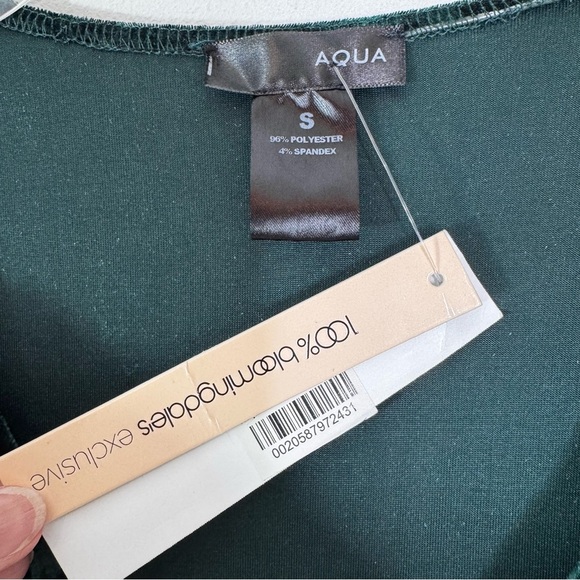 AQUA
S
96% POLYESTER
4% SPANDEX
100% bloomingdale's exclusive
0020587972431